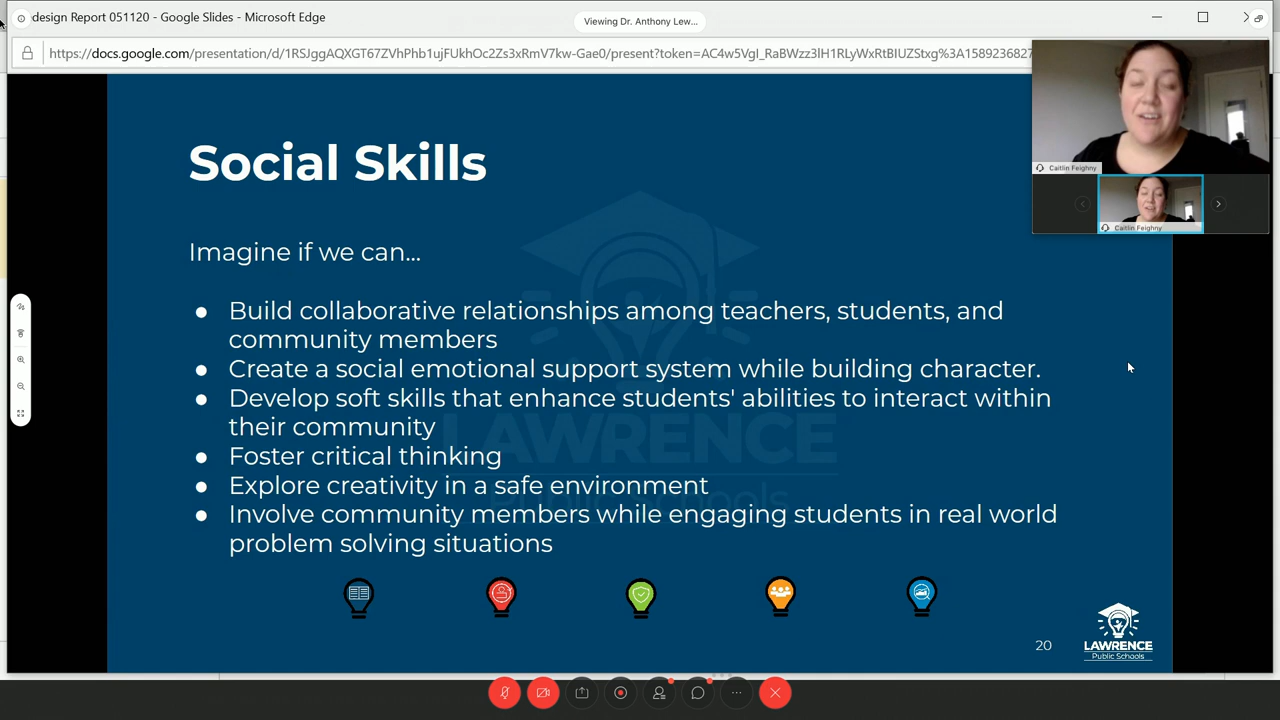 design Report 051120 - Google Slides - Microsoft Edge
Viewing Dr. Anthony Lew...
https://docs.google.com/presentation/d/1RSJggAQXGT67ZVhPhb1ujFUkhOc2Zs3xRmV7kw-Gae0/present?token=AC4w5VgI_RaBWzz3lH1RLyWxRtBIUZStxg%3A1589236827
Caitlin Feighny
Caitlin Feighny
Social Skills
Imagine if we can...
● Build collaborative relationships among teachers, students, and
community members
● Create a social emotional support system while building character.
● Develop soft skills that enhance students' abilities to interact within
their community
● Foster critical thinking
● Explore creativity in a safe environment
● Involve community members while engaging students in real world
problem solving situations
LAWRENCE
Public Schools
20
LAWRENCE
Public Schools